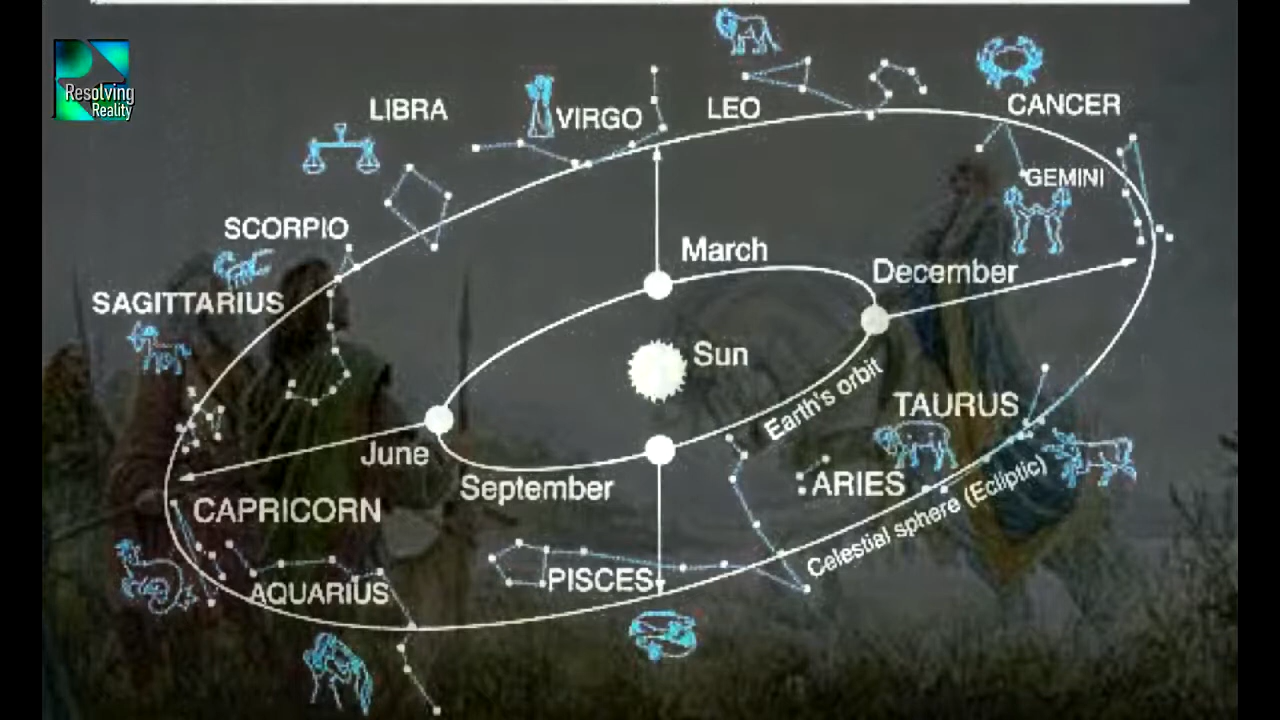 Resolving
Reality
LIBRA
VIRGO
LEO
CANCER
GEMINI
SCORPIO
March
December
SAGITTARIUS
Sun
Earth's orbit
TAURUS
June
September
ARIES
CAPRICORN
Celestial sphere (Ecliptic)
PISCES
AQUARIUS